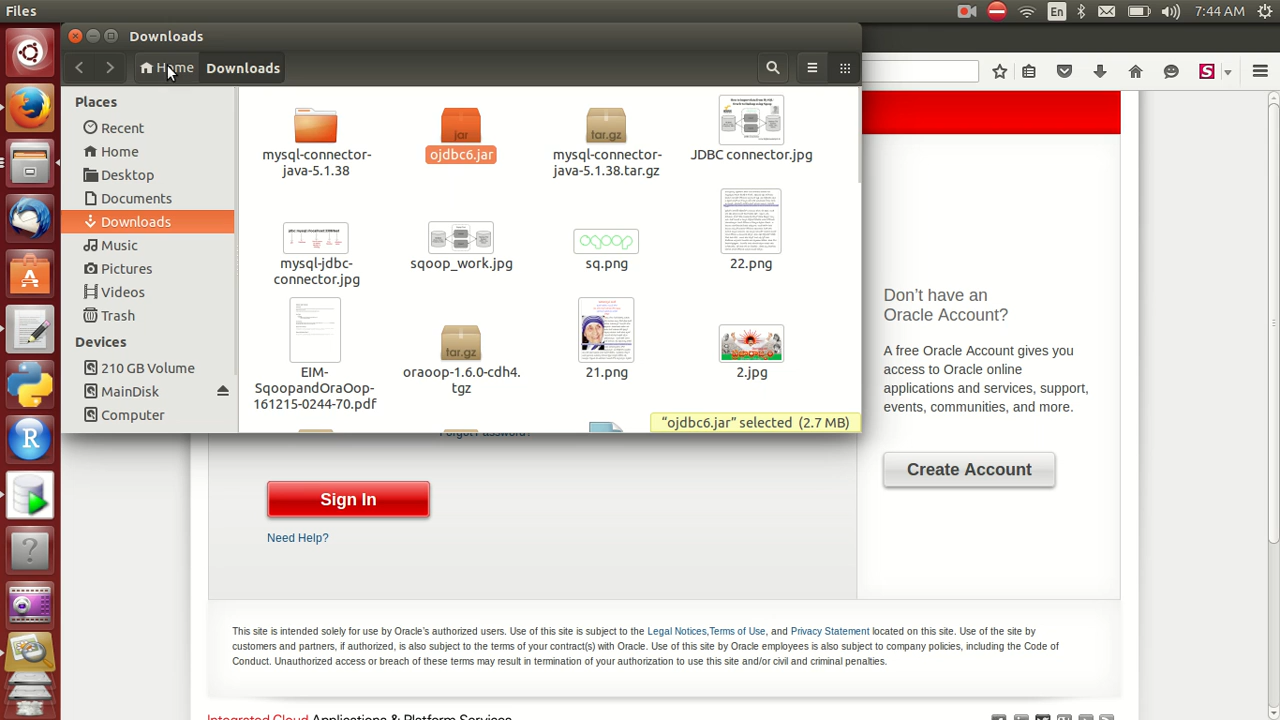 Files
En
7:44 AM
Downloads
Home
Downloads
S
Places
Recent
Home
Desktop
Documents
Downloads
Music
Pictures
Videos
Trash
Devices
210 GB Volume
MainDisk
Computer
mysql-connector-
java-5.1.38
jar
ojdbc6.jar
tar.gz
mysql-connector-
java-5.1.38.tar.gz
JDBC connector.jpg
mysql-jdbc-
connector.jpg
sqoop_work.jpg
sq.png
22.png
EIM-
SqoopandOraOop-
161215-0244-70.pdf
tar.gz
oraoop-1.6.0-cdh4.
tgz
21.png
2.jpg
"ojdbc6.jar" selected (2.7 MB)
Forgot Password?
Sign In
Need Help?
Don't have an
Oracle Account?
A free Oracle Account gives you
access to Oracle online
applications and services, support,
events, communities, and more.
Create Account
This site is intended solely for use by Oracle's authorized users. Use of this site is subject to the Legal Notices,Terms of Use, and Privacy Statement located on this site. Use of the site by
customers and partners, if authorized, is also subject to the terms of your contract(s) with Oracle. Use of this site by Oracle employees is also subject to company policies, including the Code of
Conduct. Unauthorized access or breach of these terms may result in termination of your authorization to use this site and/or civil and criminal penalties.
Integrated Cloud Applications & Platform Services